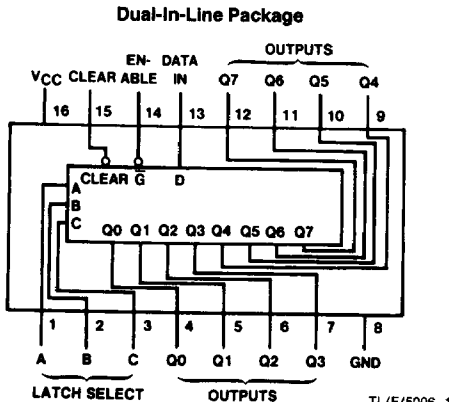 Dual-In-Line Package
OUTPUTS
EN- DATA
VCC CLEAR ABLE IN Q7 Q6 Q5 Q4
16 15 14 13 12 11 10 9
CLEAR G D
A
B
C
Q0 Q1 Q2 Q3 Q4 Q5 Q6 Q7
1 2 3 4 5 6 7 8
A B C Q0 Q1 Q2 Q3 GND
LATCH SELECT OUTPUTS